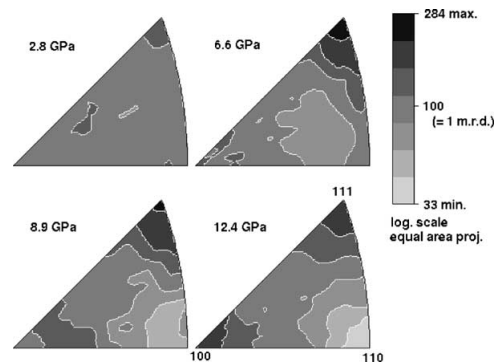 2.8 GPa
6.6 GPa
284 max.
100
(= 1 m.r.d.)
33 min.
log. scale
equal area proj.
8.9 GPa
12.4 GPa
111
100
110